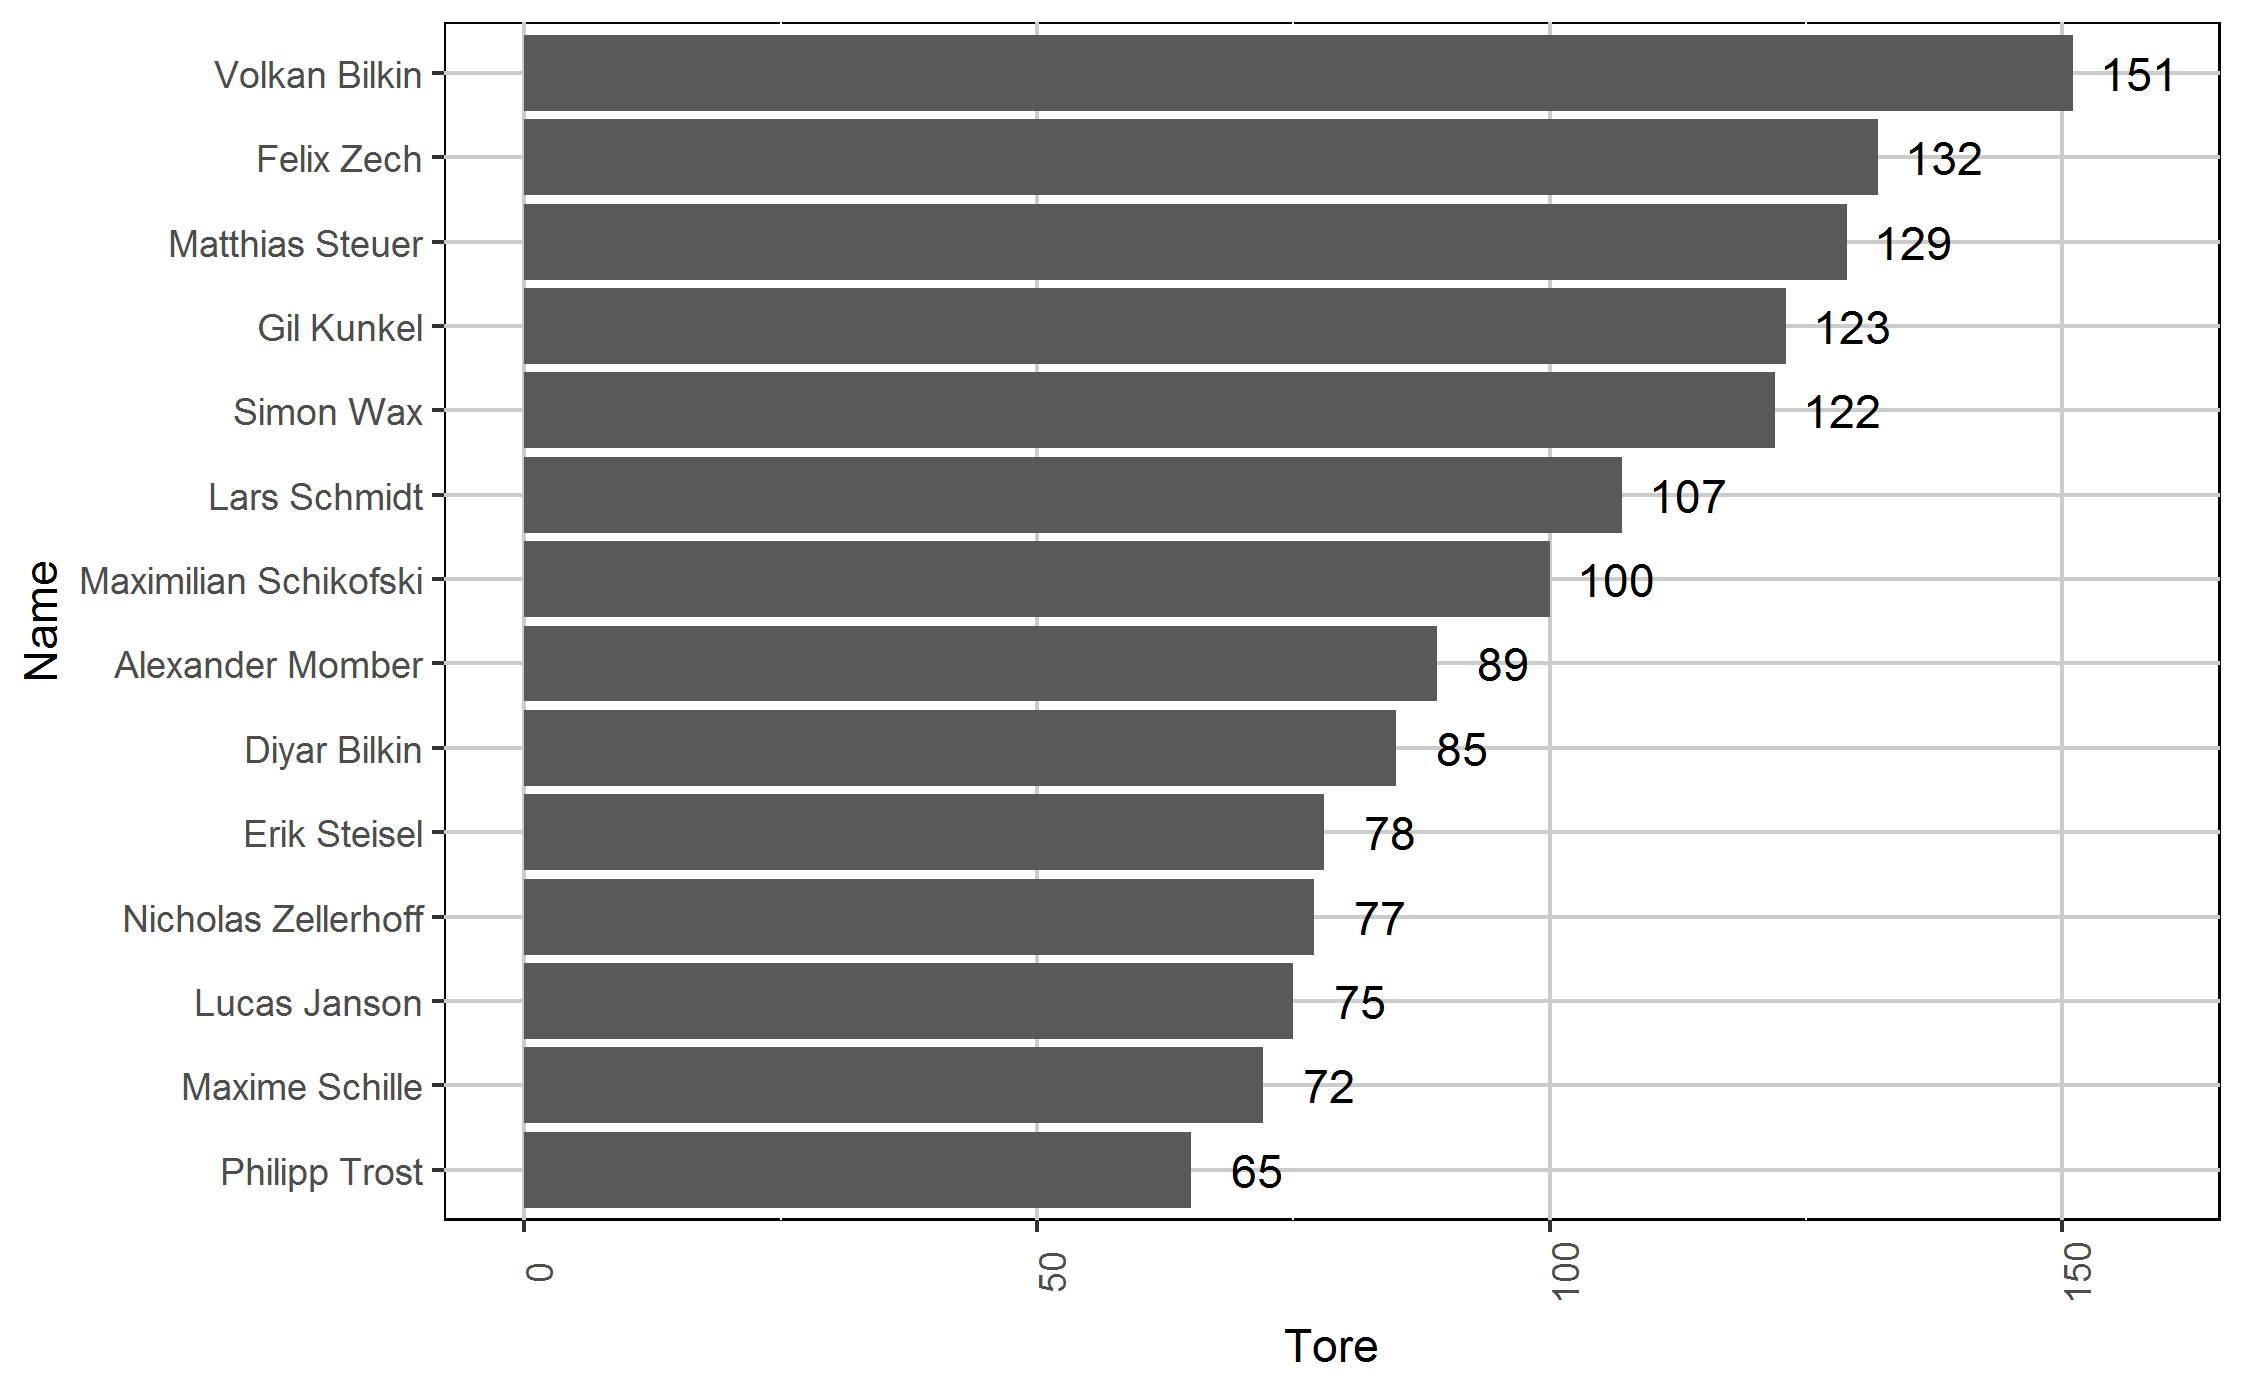 Volkan Bilkin 151
Felix Zech 132
Matthias Steuer 129
Gil Kunkel 123
Simon Wax 122
Lars Schmidt 107
Maximilian Schikofski 100
Alexander Momber 89
Diyar Bilkin 85
Erik Steisel 78
Nicholas Zellerhoff 77
Lucas Janson 75
Maxime Schille 72
Philipp Trost 65
Name
0 50 100 150
Tore